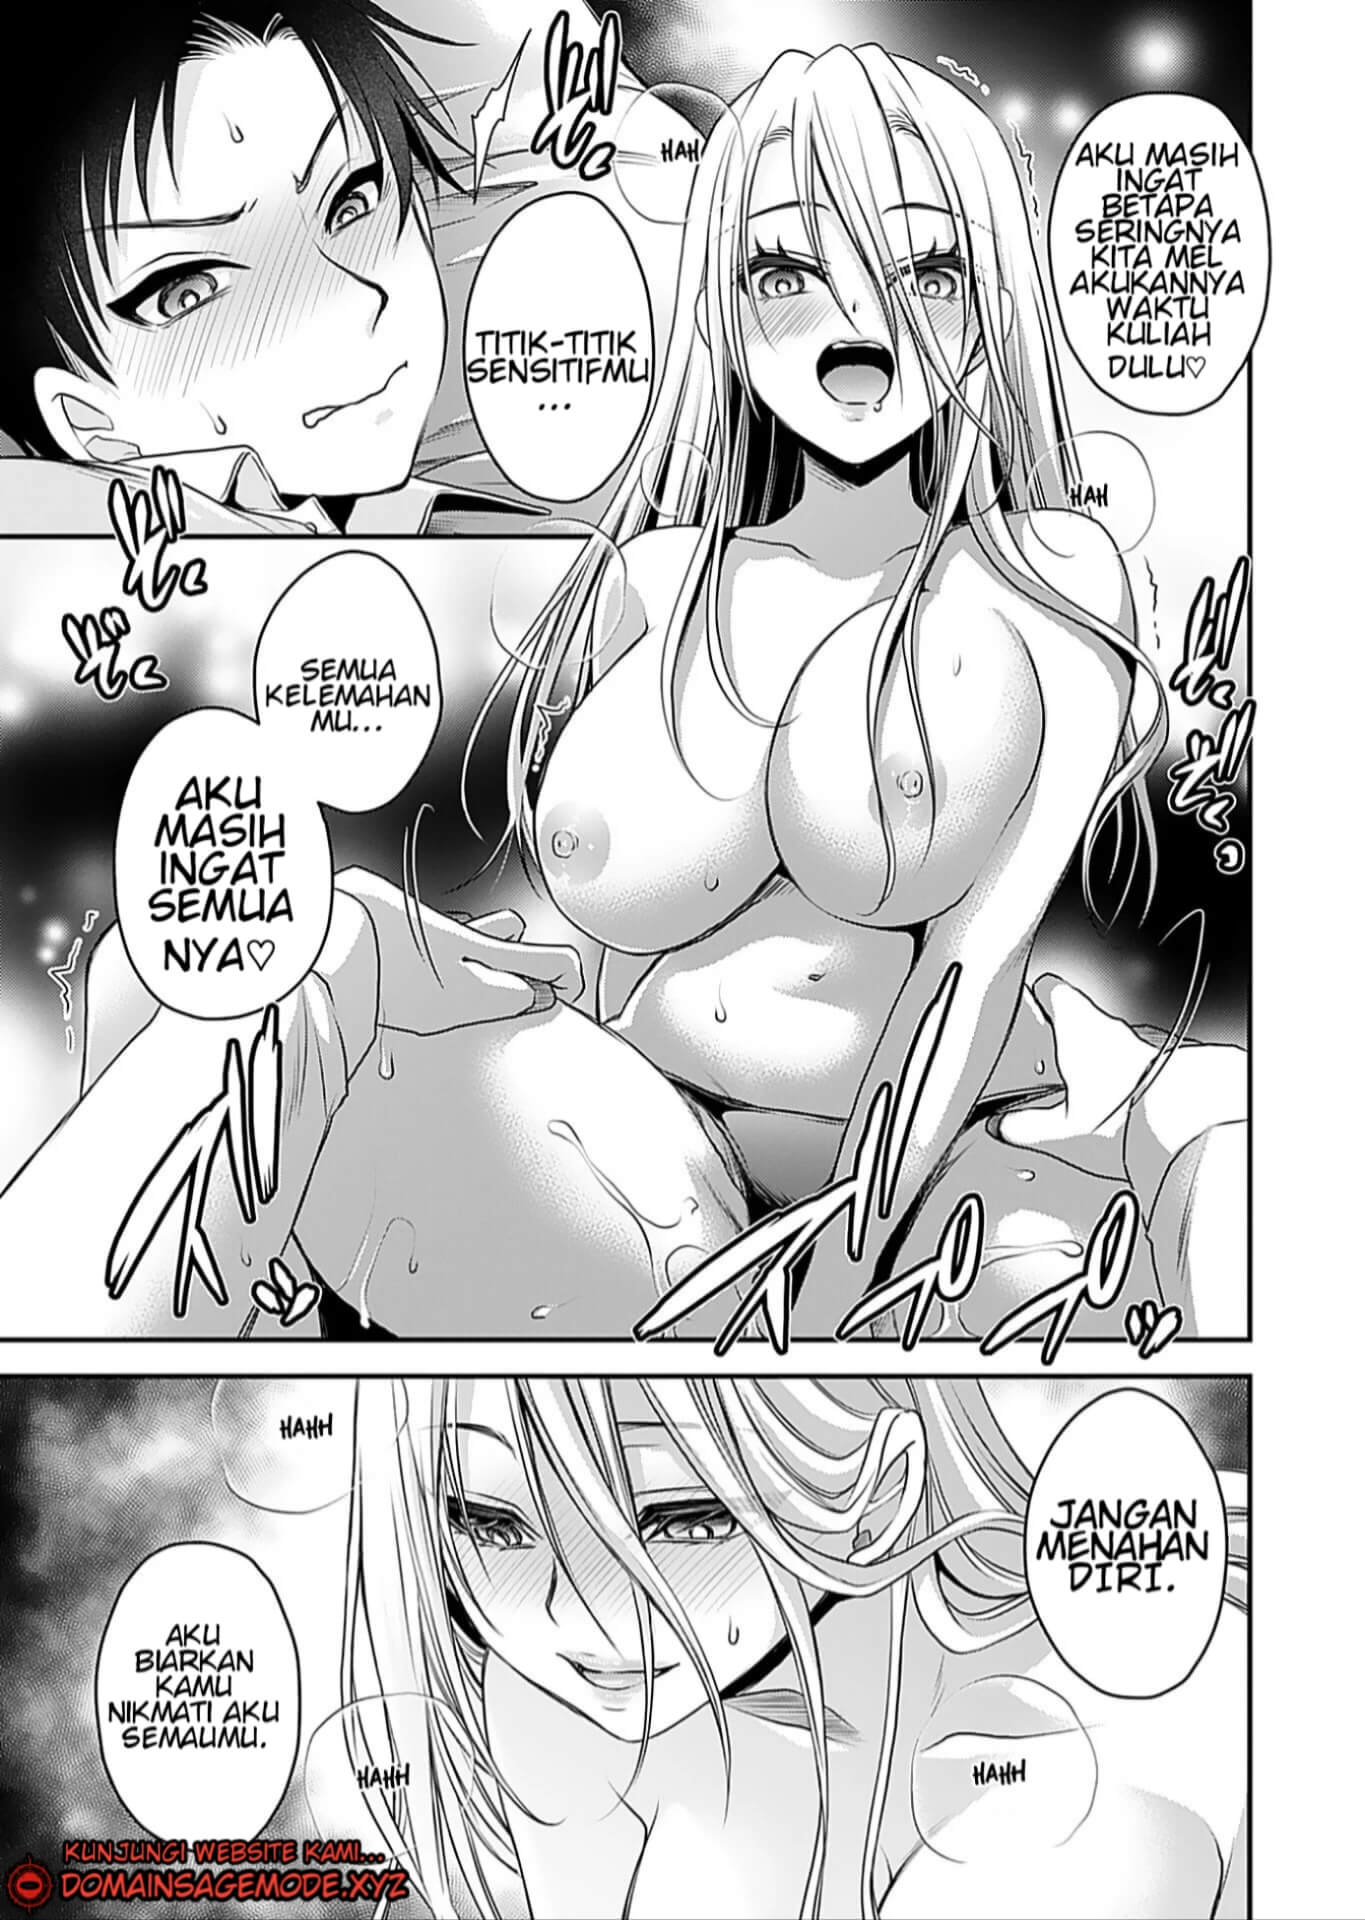 AKU MASIH
INGAT
BETAPA
SERINGNYA
KITA MEL
AKUKANNYA
WAKTU
KULIAH
DULU♡
HAH
TITIK-TITIK
SENSITIFMU
...
HAH
SEMUA
KELEMAHAN
MU...
AKU
MASIH
INGAT
SEMUA
NYA♡
HAHH
JANGAN
MENAHAN
DIRI.
AKU
BIARKAN
KAMU
NIKMATI AKU
SEMAUMU.
HAHH
HAHH
KUNJUNGI WEBSITE KAMI...
DOMAINSAGEMODE.XYZ